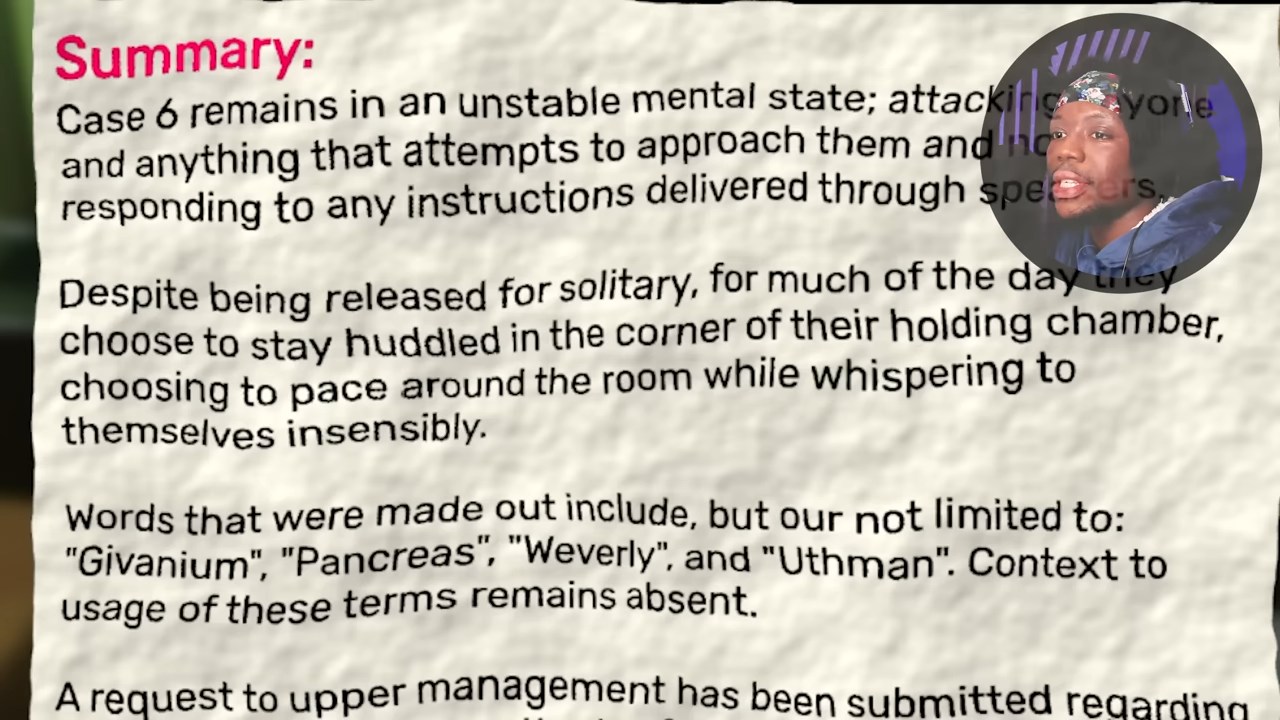 Summary:
Case 6 remains in an unstable mental state; attacking
and anything that attempts to approach them and
responding to any instructions delivered through speakers,
Despite being released for solitary, for much of the day they
choose to stay huddled in the corner of their holding chamber,
choosing to pace around the room while whispering to
themselves insensibly.
Words that were made out include, but our not limited to:
"Givanium", "Pancreas", "Weverly", and "Uthman". Context to
usage of these terms remains absent.
A request to upper management has been submitted regarding